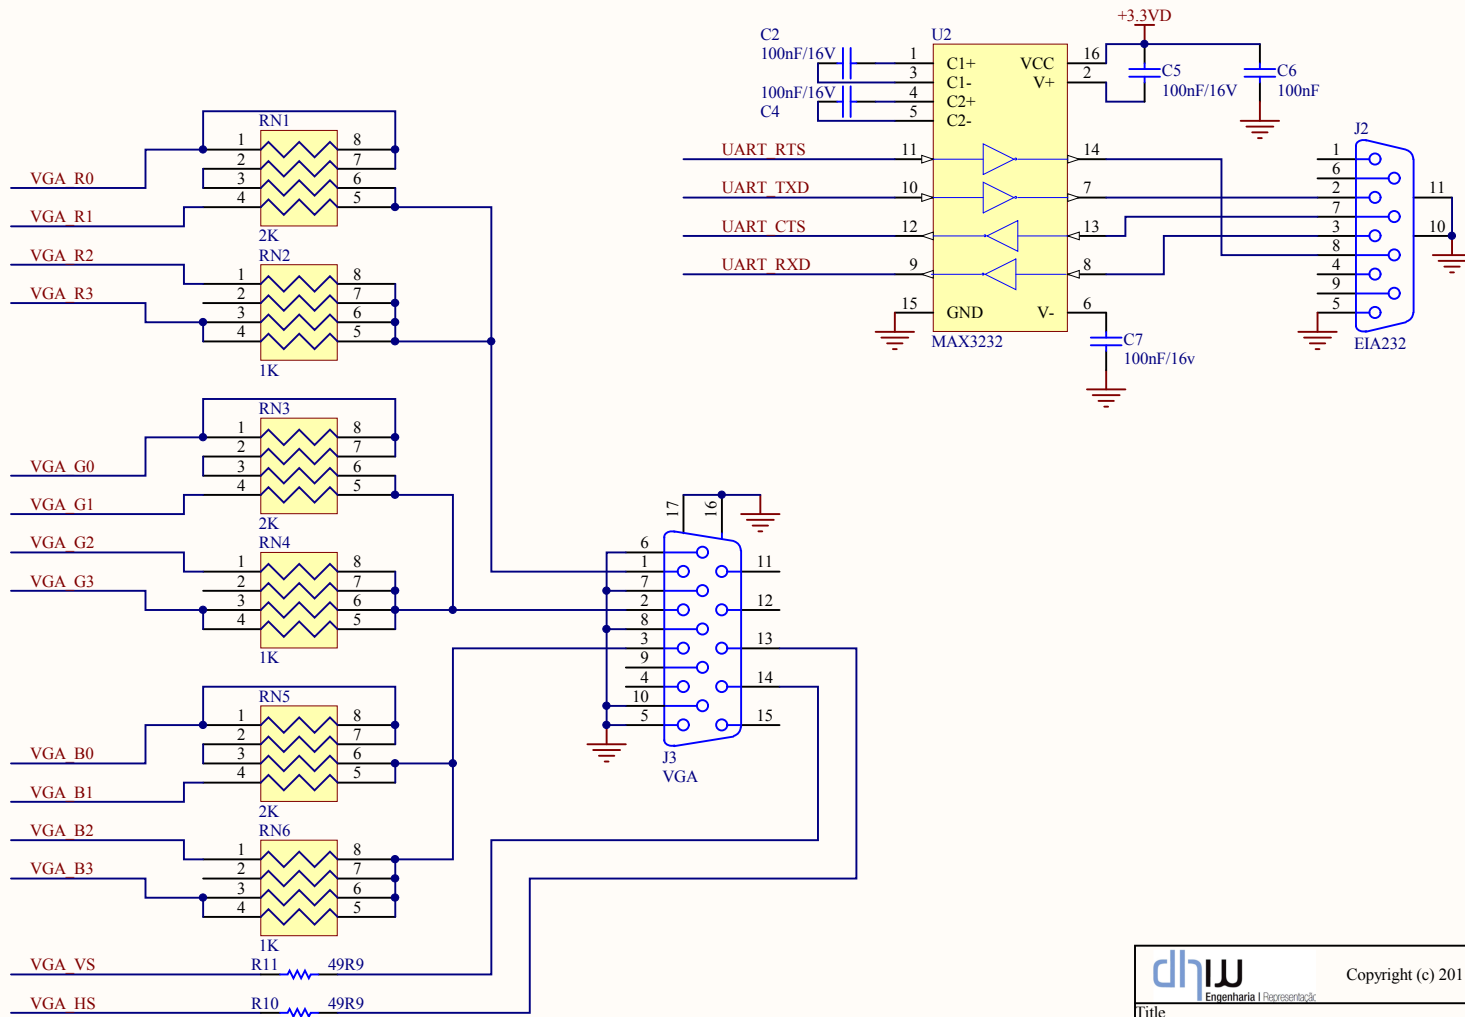 +3.3VD
C2
100nF/16V
100nF/16V
C4
U2
1 C1+ VCC 16
3 C1- V+ 2
4 C2+
5 C2-
C5
100nF/16V
C6
100nF
UART_RTS 11 14
UART_TXD 10 7
UART_CTS 12 13
UART_RXD 9 8
15 GND V- 6
MAX3232
C7
100nF/16v
J2
1
6
2 11
7
3 10
8
4
9
5
EIA232
RN1
1 8
2 7
3 6
4 5
2K
VGA_R0
VGA_R1
RN2
1 8
2 7
3 6
4 5
1K
VGA_R2
VGA_R3
RN3
1 8
2 7
3 6
4 5
2K
VGA_G0
VGA_G1
RN4
1 8
2 7
3 6
4 5
1K
VGA_G2
VGA_G3
17 16
6
1 11
7
2 12
8
3 13
9
4 14
10
5 15
J3
VGA
RN5
1 8
2 7
3 6
4 5
2K
VGA_B0
VGA_B1
RN6
1 8
2 7
3 6
4 5
1K
VGA_B2
VGA_B3
VGA_VS R11 49R9
VGA_HS R10 49R9
dhw
Engenharia | Representação
Copyright (c) 201
Title